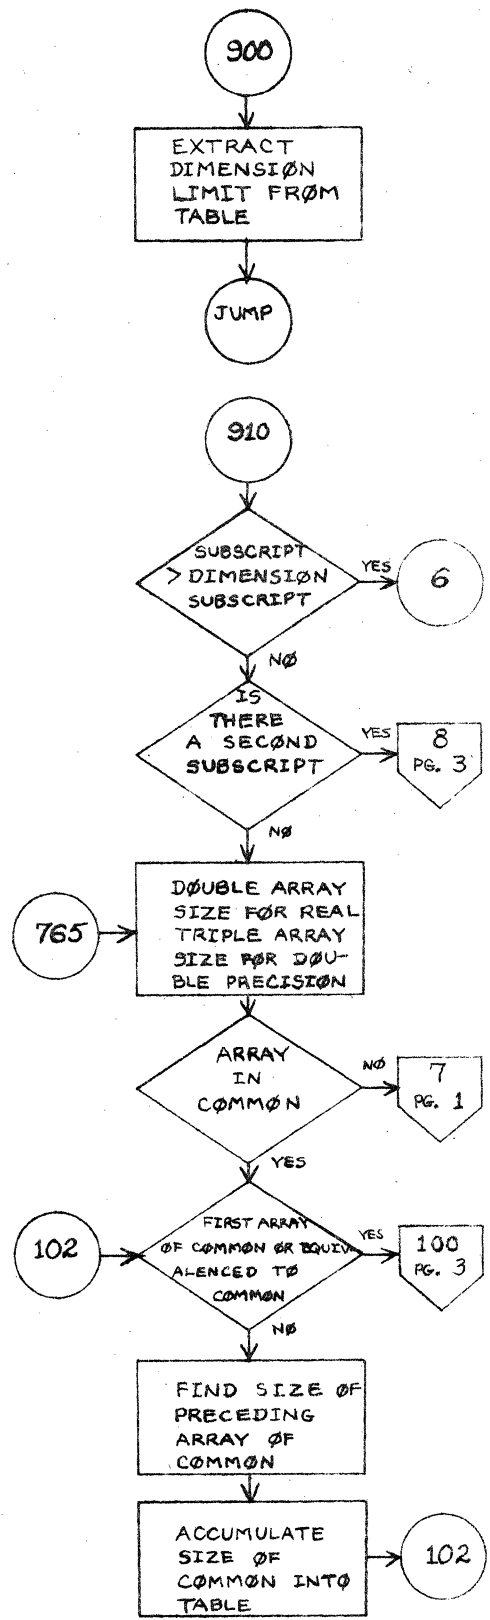 900
EXTRACT
DIMENSIØN
LIMIT FRØM
TABLE
JUMP
910
SUBSCRIPT
> DIMENSIØN
SUBSCRIPT
YES
6
NØ
IS
THERE
A SECØND
SUBSCRIPT
YES
8
PG. 3
NØ
765
DØUBLE ARRAY
SIZE FØR REAL
TRIPLE ARRAY
SIZE FØR DØU-
BLE PRECISIØN
ARRAY
IN
CØMMØN
NØ
7
PG. 1
YES
102
FIRST ARRAY
ØF CØMMØN ØR EQUIV-
ALENCED TØ
CØMMØN
YES
100
PG. 3
NØ
FIND SIZE ØF
PRECEDING
ARRAY ØF
CØMMØN
ACCUMULATE
SIZE ØF
CØMMØN INTØ
TABLE
102